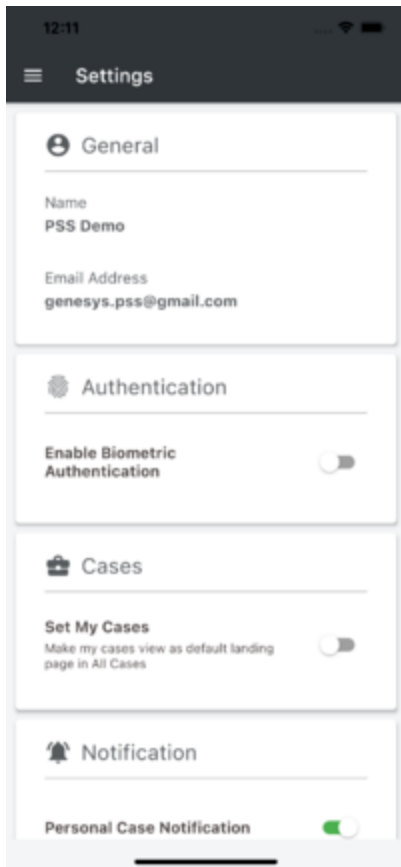 12:11
Settings
General
Name
PSS Demo
Email Address
genesys.pss@gmail.com
Authentication
Enable Biometric
Authentication
Cases
Set My Cases
Make my cases view as default landing
page in All Cases
Notification
Personal Case Notification